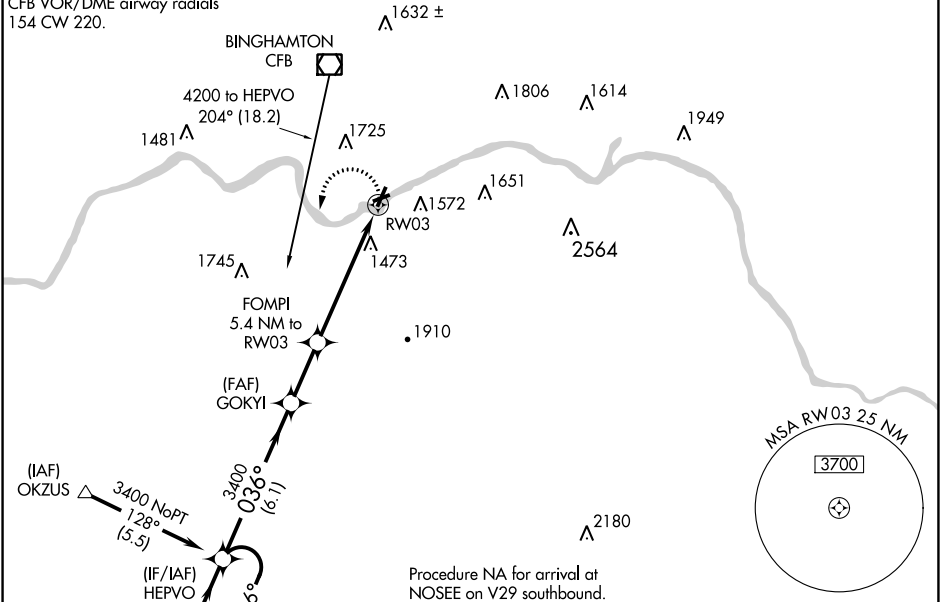 CFB VOR/DME airway radials
154 CW 220.
1632 ±
BINGHAMTON
CFB
4200 to HEPVO
204° (18.2)
1806
1614
1481
1725
1949
1651
1572
RW03
2564
1745
1473
FOMPI
5.4 NM to
RW03
1910
(FAF)
GOKYI
MSA RW03 25 NM
3700
(IAF)
OKZUS
3400 NoPT
128°
(5.5)
3400
036°
(6.1)
2180
(IF/IAF)
HEPVO
Procedure NA for arrival at
NOSEE on V29 southbound.